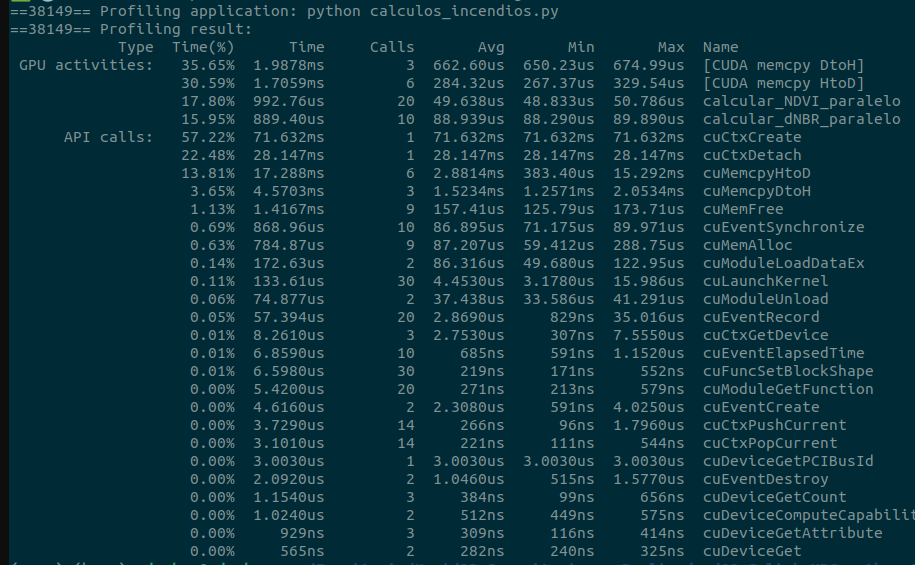 ==38149== Profiling application: python calculos_incendios.py
==38149== Profiling result:
Type Time(%) Time Calls Avg Min Max Name
GPU activities: 35.65% 1.9878ms 3 662.60us 650.23us 674.99us [CUDA memcpy DtoH]
30.59% 1.7059ms 6 284.32us 267.37us 329.54us [CUDA memcpy HtoD]
17.80% 992.76us 20 49.638us 48.833us 50.786us calcular_NDVI_paralelo
15.95% 889.40us 10 88.939us 88.290us 89.890us calcular_dNBR_paralelo
API calls: 57.22% 71.632ms 1 71.632ms 71.632ms 71.632ms cuCtxCreate
22.48% 28.147ms 1 28.147ms 28.147ms 28.147ms cuCtxDetach
13.81% 17.288ms 6 2.8814ms 383.40us 15.292ms cuMemcpyHtoD
3.65% 4.5703ms 3 1.5234ms 1.2571ms 2.0534ms cuMemcpyDtoH
1.13% 1.4167ms 9 157.41us 125.79us 173.71us cuMemFree
0.69% 868.96us 10 86.895us 71.175us 89.971us cuEventSynchronize
0.63% 784.87us 9 87.207us 59.412us 288.75us cuMemAlloc
0.14% 172.63us 2 86.316us 49.680us 122.95us cuModuleLoadDataEx
0.11% 133.61us 30 4.4530us 3.1780us 15.986us cuLaunchKernel
0.06% 74.877us 2 37.438us 33.586us 41.291us cuModuleUnload
0.05% 57.394us 20 2.8690us 829ns 35.016us cuEventRecord
0.01% 8.2610us 3 2.7530us 307ns 7.5550us cuCtxGetDevice
0.01% 6.8590us 10 685ns 591ns 1.1520us cuEventElapsedTime
0.01% 6.5980us 30 219ns 171ns 552ns cuFuncSetBlockShape
0.00% 5.4200us 20 271ns 213ns 579ns cuModuleGetFunction
0.00% 4.6160us 2 2.3080us 591ns 4.0250us cuEventCreate
0.00% 3.7290us 14 266ns 96ns 1.7960us cuCtxPushCurrent
0.00% 3.1010us 14 221ns 111ns 544ns cuCtxPopCurrent
0.00% 3.0030us 1 3.0030us 3.0030us 3.0030us cuDeviceGetPCIBusId
0.00% 2.0920us 2 1.0460us 515ns 1.5770us cuEventDestroy
0.00% 1.1540us 3 384ns 99ns 656ns cuDeviceGetCount
0.00% 1.0240us 2 512ns 449ns 575ns cuDeviceComputeCapabilit
0.00% 929ns 3 309ns 116ns 414ns cuDeviceGetAttribute
0.00% 565ns 2 282ns 240ns 325ns cuDeviceGet